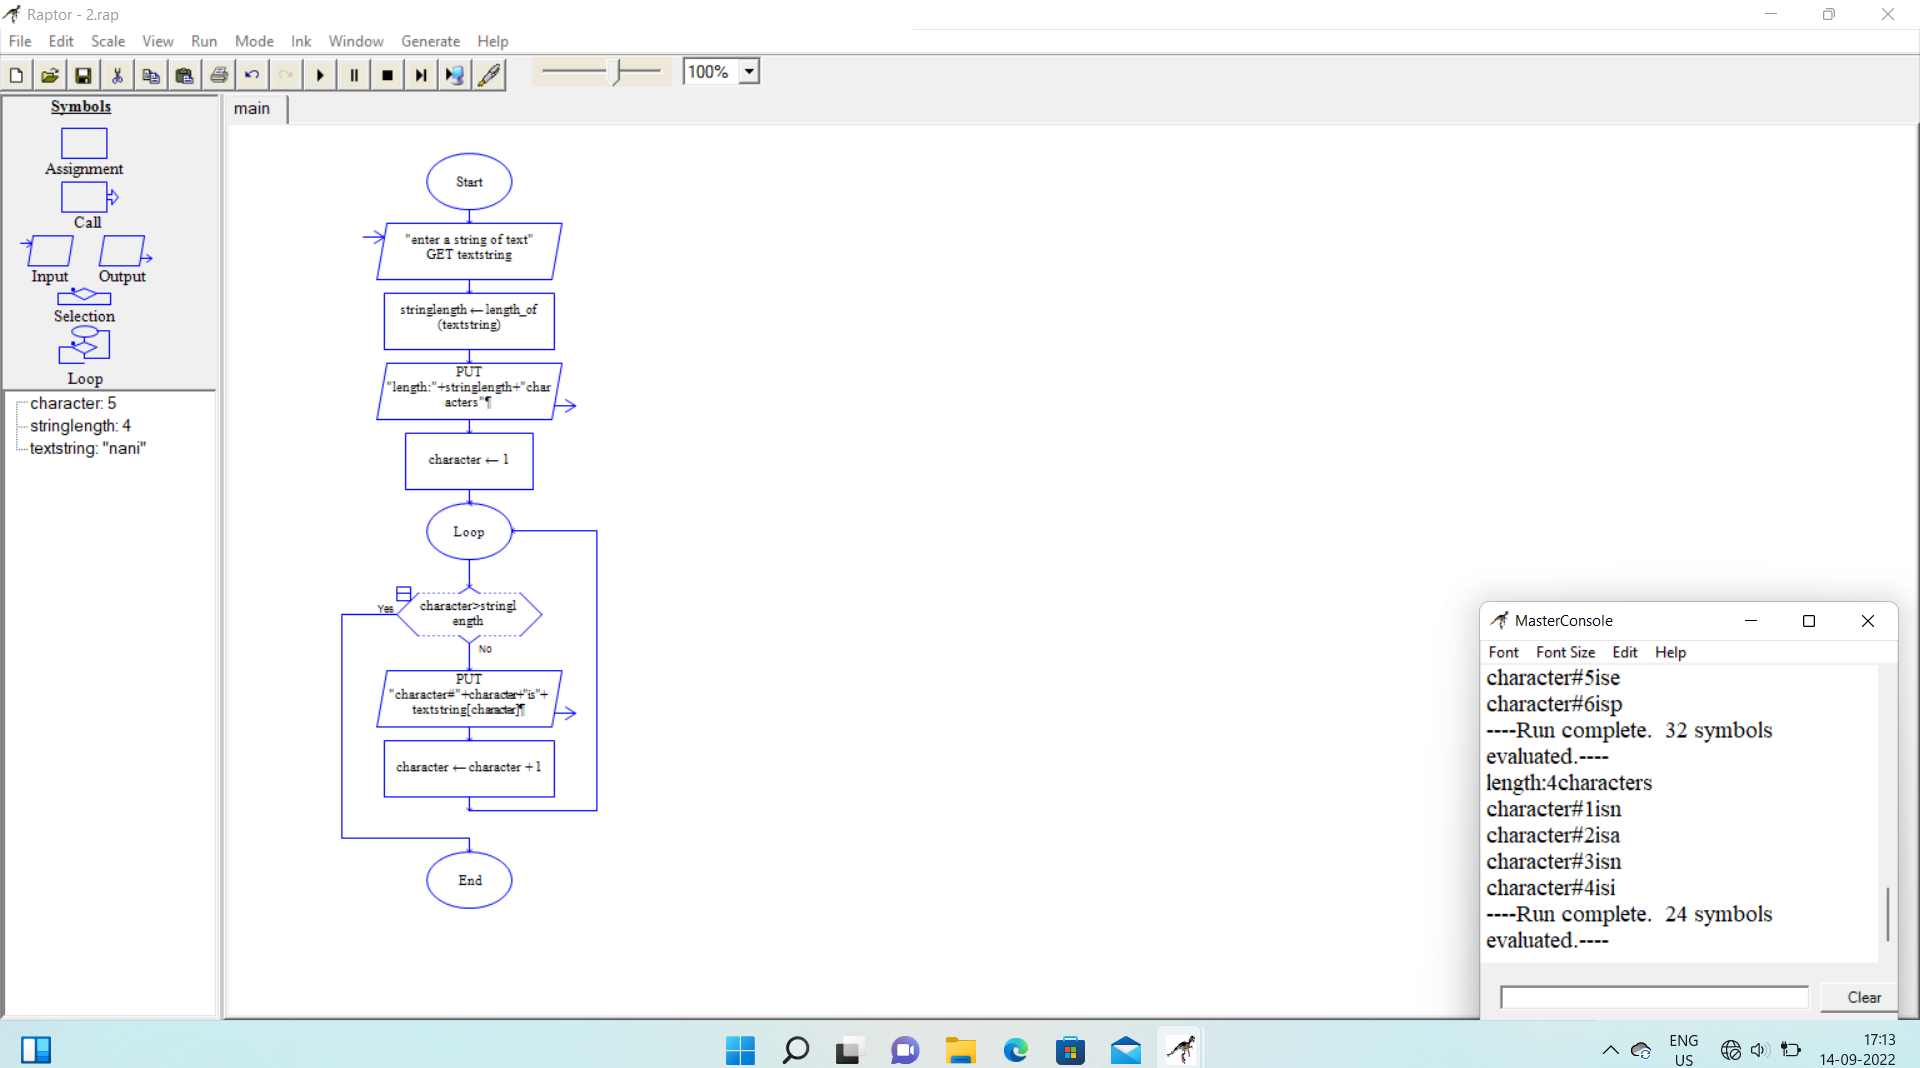 Raptor - 2.rap
File Edit Scale View Run Mode Ink Window Generate Help
100%
Symbols
Assignment
Call
Input Output
Selection
Loop
character: 5
stringlength: 4
textstring: "nani"
main
Start
"enter a string of text"
GET textstring
stringlength ← length_of
(textstring)
PUT
"length:"+stringlength+"char
acters"¶
character ← 1
Loop
Yes
character>stringl
ength
No
PUT
"character#"+character+"is"+
textstring[character]¶
character ← character + 1
End
MasterConsole
Font Font Size Edit Help
character#5ise
character#6isp
----Run complete.  32 symbols
evaluated.----
length:4characters
character#1isn
character#2isa
character#3isn
character#4isi
----Run complete.  24 symbols
evaluated.----
Clear
ENG
US
17:13
14-09-2022